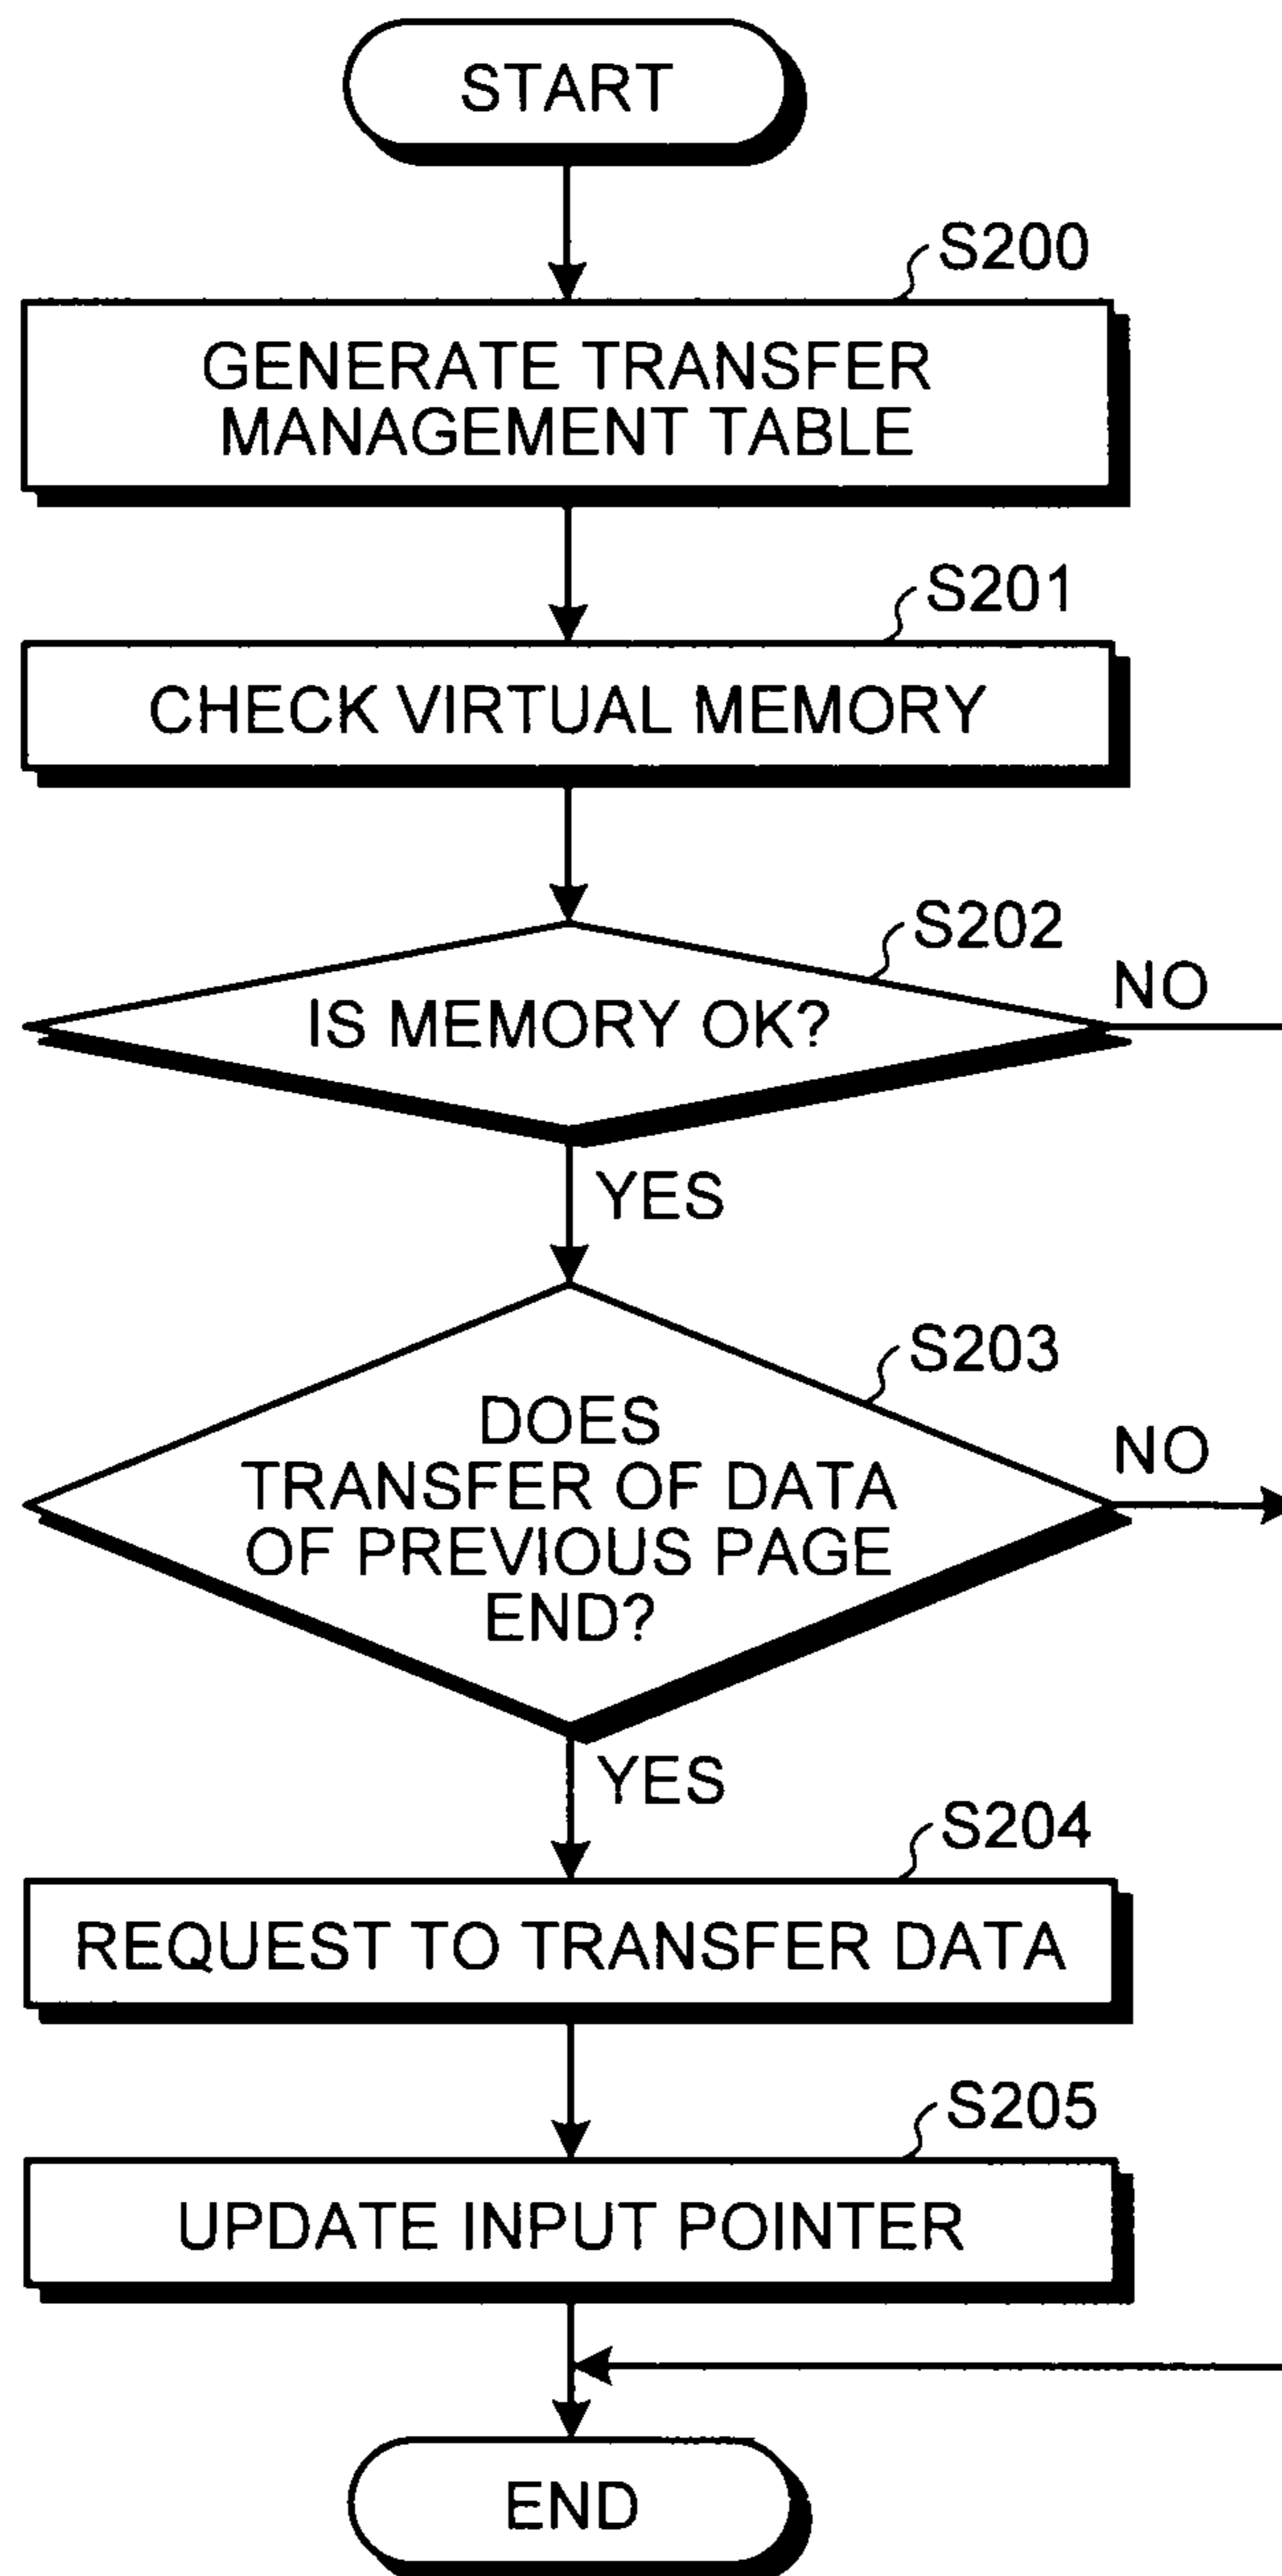 START
S200
GENERATE TRANSFER
MANAGEMENT TABLE
S201
CHECK VIRTUAL MEMORY
S202
IS MEMORY OK?
NO
YES
S203
DOES
TRANSFER OF DATA
OF PREVIOUS PAGE
END?
NO
YES
S204
REQUEST TO TRANSFER DATA
S205
UPDATE INPUT POINTER
END